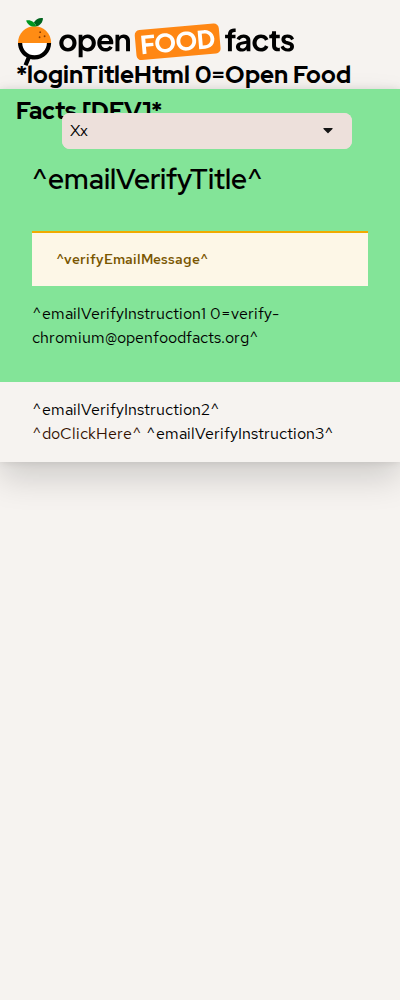 open FOOD facts
*loginTitleHtml 0=Open Food
Facts [DEV]*
Xx
^emailVerifyTitle^
^verifyEmailMessage^
^emailVerifyInstruction1 0=verify-
chromium@openfoodfacts.org^
^emailVerifyInstruction2^
^doClickHere^ ^emailVerifyInstruction3^